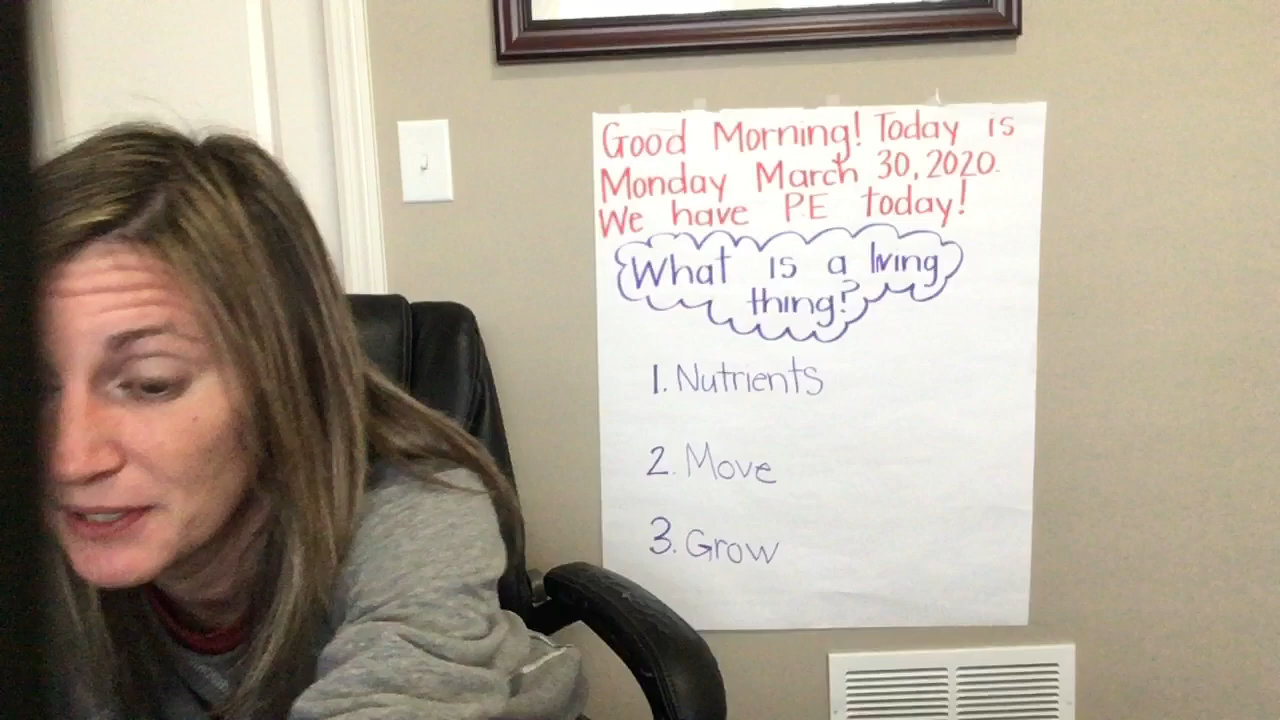 Good Morning! Today is
Monday March 30, 2020.
We have PE today!
What is a living
thing?
1. Nutrients
2. Move
3. Grow